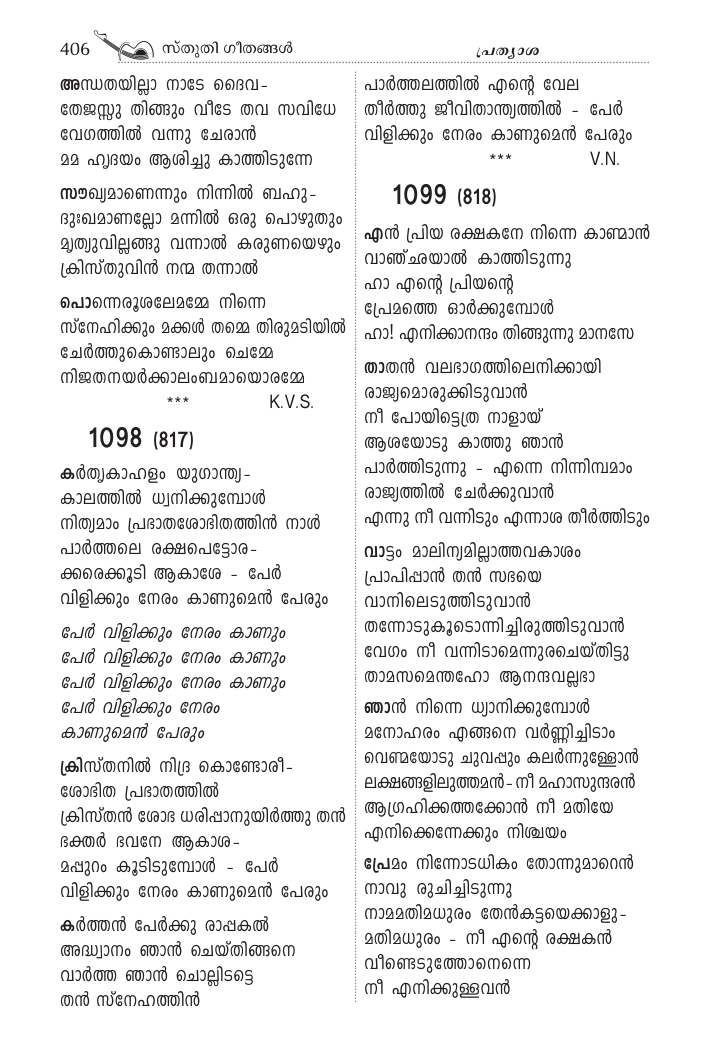 406 സ്തുതി ഗീതങ്ങൾ
പ്രത്യാശ
അന്ധതയില്ലാ നാടേ ദൈവ-
തേജസ്സു തിങ്ങും വീടേ തവ സവിധേ
വേഗത്തിൽ വന്നു ചേരാൻ
മമ ഹൃദയം ആശിച്ചു കാത്തിടുന്നേ
സൗഖ്യമാണെന്നും നിന്നിൽ ബഹു-
ദുഃഖമാണല്ലോ മന്നിൽ ഒരു പൊഴുതും
മൃത്യുവില്ലങ്ങു വന്നാൽ കരുണയെഴും
ക്രിസ്തുവിൻ നന്മ തന്നാൽ
പൊന്നെരൂശലേമമ്മേ നിന്നെ
സ്നേഹിക്കും മക്കൾ തമ്മെ തിരുമടിയിൽ
ചേർത്തുകൊണ്ടാലും ചെമ്മേ
നിജതനയർക്കാലംബമായൊരമ്മേ
*** K.V.S.
1098 (817)
കർതൃകാഹളം യുഗാന്ത്യ-
കാലത്തിൽ ധ്വനിക്കുമ്പോൾ
നിത്യമാം പ്രഭാതശോഭിതത്തിൻ നാൾ
പാർത്തലെ രക്ഷപെട്ടോര-
ക്കരെക്കൂടി ആകാശേ - പേർ
വിളിക്കും നേരം കാണുമെൻ പേരും
പേർ വിളിക്കും നേരം കാണും
പേർ വിളിക്കും നേരം കാണും
പേർ വിളിക്കും നേരം കാണും
പേർ വിളിക്കും നേരം
കാണുമെൻ പേരും
ക്രിസ്തനിൽ നിദ്ര കൊണ്ടോരീ-
ശോഭിത പ്രഭാതത്തിൽ
ക്രിസ്തൻ ശോഭ ധരിപ്പാനുയിർത്തു തൻ
ഭക്തർ ഭവനേ ആകാശ-
മപ്പുറം കൂടിടുമ്പോൾ - പേർ
വിളിക്കും നേരം കാണുമെൻ പേരും
കർത്തൻ പേർക്കു രാപ്പകൽ
അദ്ധ്വാനം ഞാൻ ചെയ്തിങ്ങനെ
വാർത്ത ഞാൻ ചൊല്ലിടട്ടെ
തൻ സ്നേഹത്തിൻ
പാർത്തലത്തിൽ എന്റെ വേല
തീർത്തു ജീവിതാന്ത്യത്തിൽ - പേർ
വിളിക്കും നേരം കാണുമെൻ പേരും
*** V.N.
1099 (818)
എൻ പ്രിയ രക്ഷകനേ നിന്നെ കാണ്മാൻ
വാഞ്ഛയാൽ കാത്തിടുന്നു
ഹാ എന്റെ പ്രിയന്റെ
പ്രേമത്തെ ഓർക്കുമ്പോൾ
ഹാ! എനിക്കാനന്ദം തിങ്ങുന്നു മാനസേ
താതൻ വലഭാഗത്തിലെനിക്കായി
രാജ്യമൊരുക്കിടുവാൻ
നീ പോയിട്ടെത്ര നാളായ്
ആശയോടു കാത്തു ഞാൻ
പാർത്തിടുന്നു - എന്നെ നിന്നിമ്പമാം
രാജ്യത്തിൽ ചേർക്കുവാൻ
എന്നു നീ വന്നിടും എന്നാശ തീർത്തിടും
വാട്ടം മാലിന്യമില്ലാത്തവകാശം
പ്രാപിപ്പാൻ തൻ സഭയെ
വാനിലെടുത്തിടുവാൻ
തന്നോടുകൂടൊന്നിച്ചിരുത്തിടുവാൻ
വേഗം നീ വന്നിടാമെന്നുരചെയ്തിട്ടു
താമസമെന്തഹോ ആനന്ദവല്ലഭാ
ഞാൻ നിന്നെ ധ്യാനിക്കുമ്പോൾ
മനോഹരം എങ്ങനെ വർണ്ണിച്ചിടാം
വെണ്മയോടു ചുവപ്പും കലർന്നുള്ളോൻ
ലക്ഷങ്ങളിലുത്തമൻ-നീ മഹാസുന്ദരൻ
ആഗ്രഹിക്കത്തക്കോൻ നീ മതിയേ
എനിക്കെന്നേക്കും നിശ്ചയം
പ്രേമം നിന്നോടധികം തോന്നുമാറെൻ
നാവു രുചിച്ചിടുന്നു
നാമമതിമധുരം തേൻകട്ടയെക്കാളു-
മതിമധുരം - നീ എന്റെ രക്ഷകൻ
വീണ്ടെടുത്തോനെന്നെ
നീ എനിക്കുള്ളവൻ